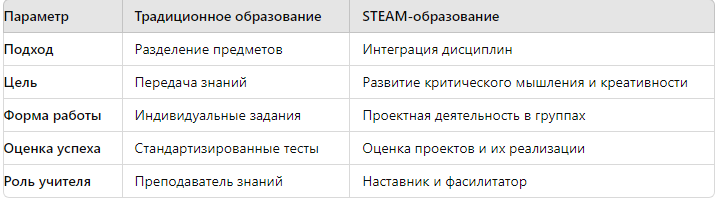 Параметр Традиционное образование STEAM-образование
Подход Разделение предметов Интеграция дисциплин
Цель Передача знаний Развитие критического мышления и креативности
Форма работы Индивидуальные задания Проектная деятельность в группах
Оценка успеха Стандартизированные тесты Оценка проектов и их реализации
Роль учителя Преподаватель знаний Наставник и фасилитатор